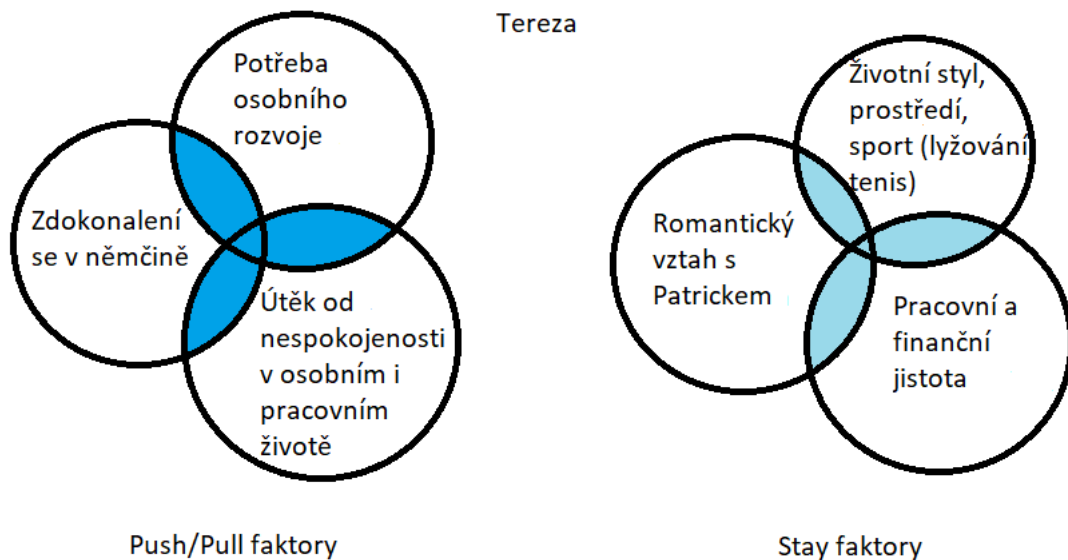 Tereza
Potřeba
osobního
rozvoje
Zdokonalení
se v němčině
Útěk od
nespokojenosti
v osobním i
pracovním
životě
Push/Pull faktory
Životní styl,
prostředí,
sport (lyžování
tenis)
Romantický
vztah s
Patrickem
Pracovní a
finanční
jistota
Stay faktory